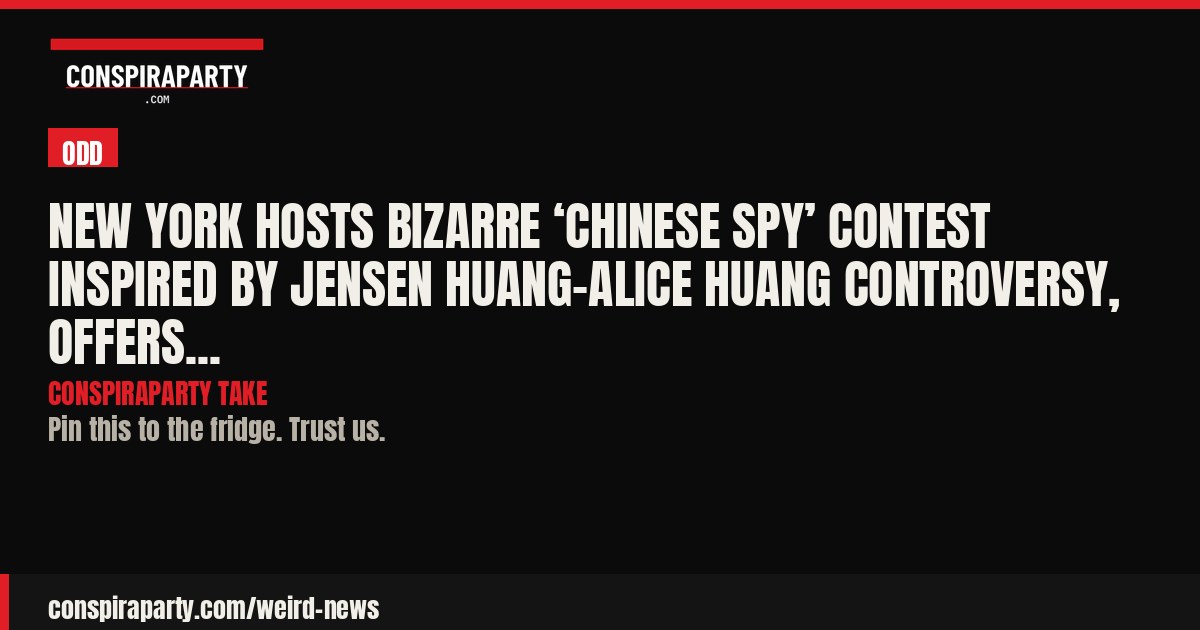 CONSPIRAPARTY
.COM
ODD
NEW YORK HOSTS BIZARRE ‘CHINESE SPY’ CONTEST
INSPIRED BY JENSEN HUANG-ALICE HUANG CONTROVERSY,
OFFERS...
CONSPIRAPARTY TAKE
Pin this to the fridge. Trust us.
conspiraparty.com/weird-news